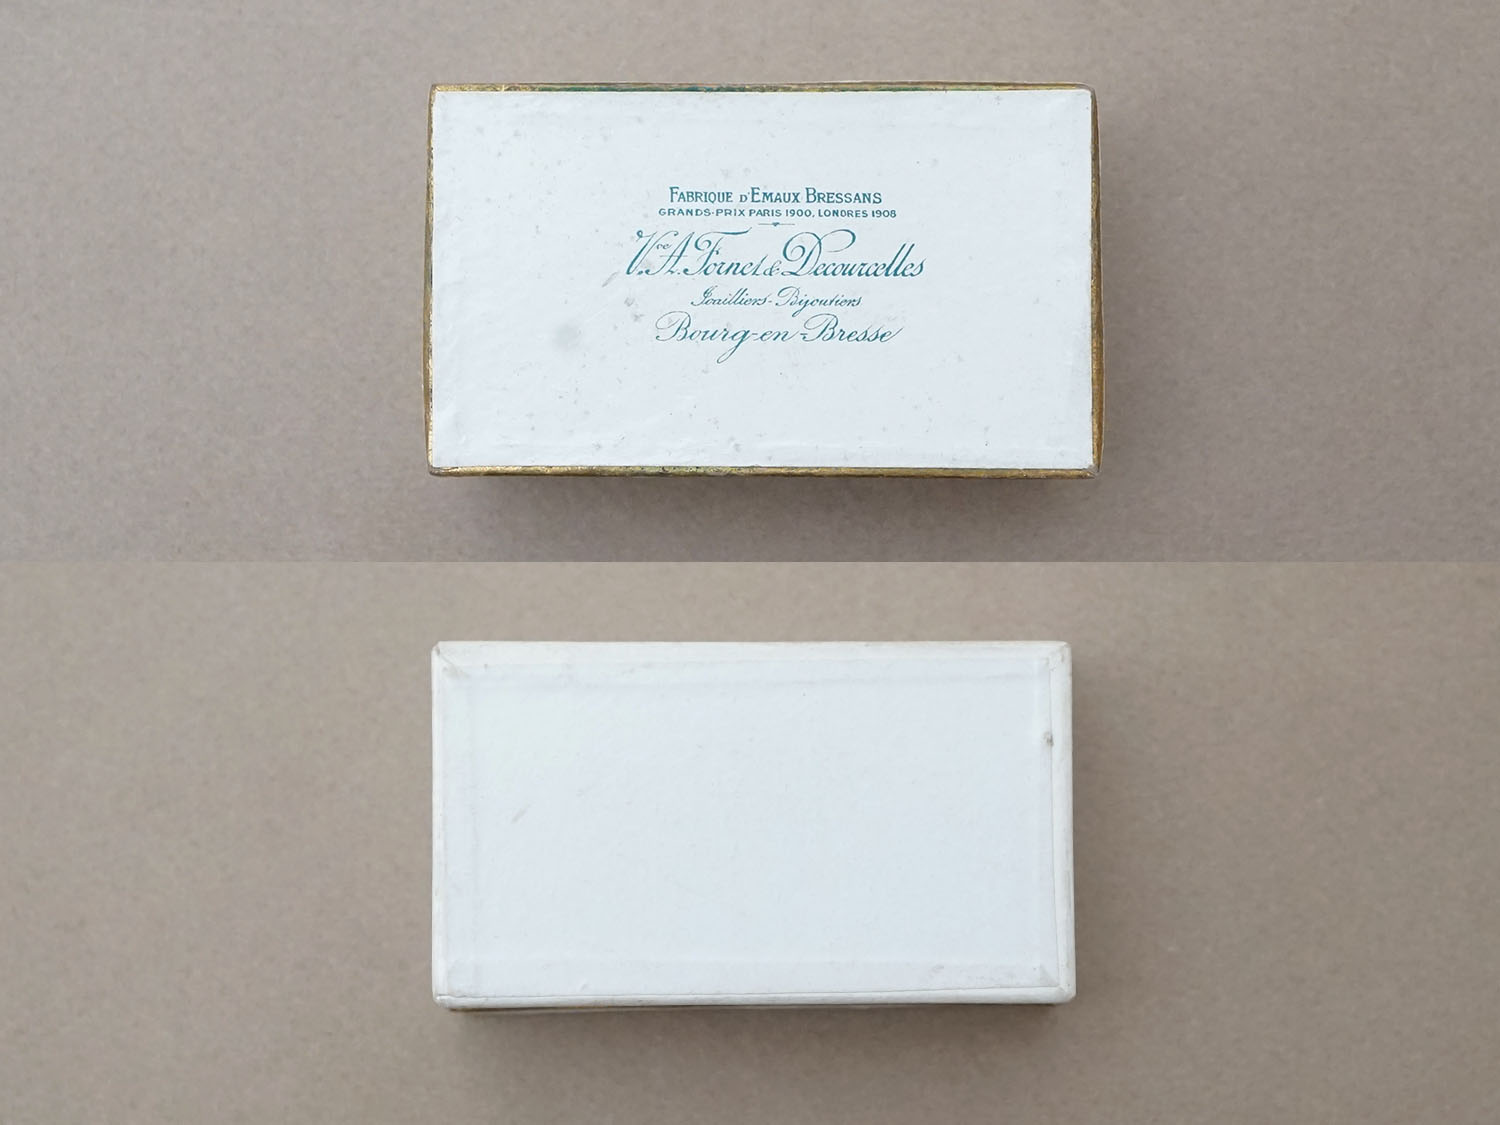 FABRIQUE D'EMAUX BRESSANS
GRANDS-PRIX PARIS 1900, LONDRES 1908
Vve A. Fornet & Decourcelles
Joailliers-Bijoutiers
Bourg-en-Bresse